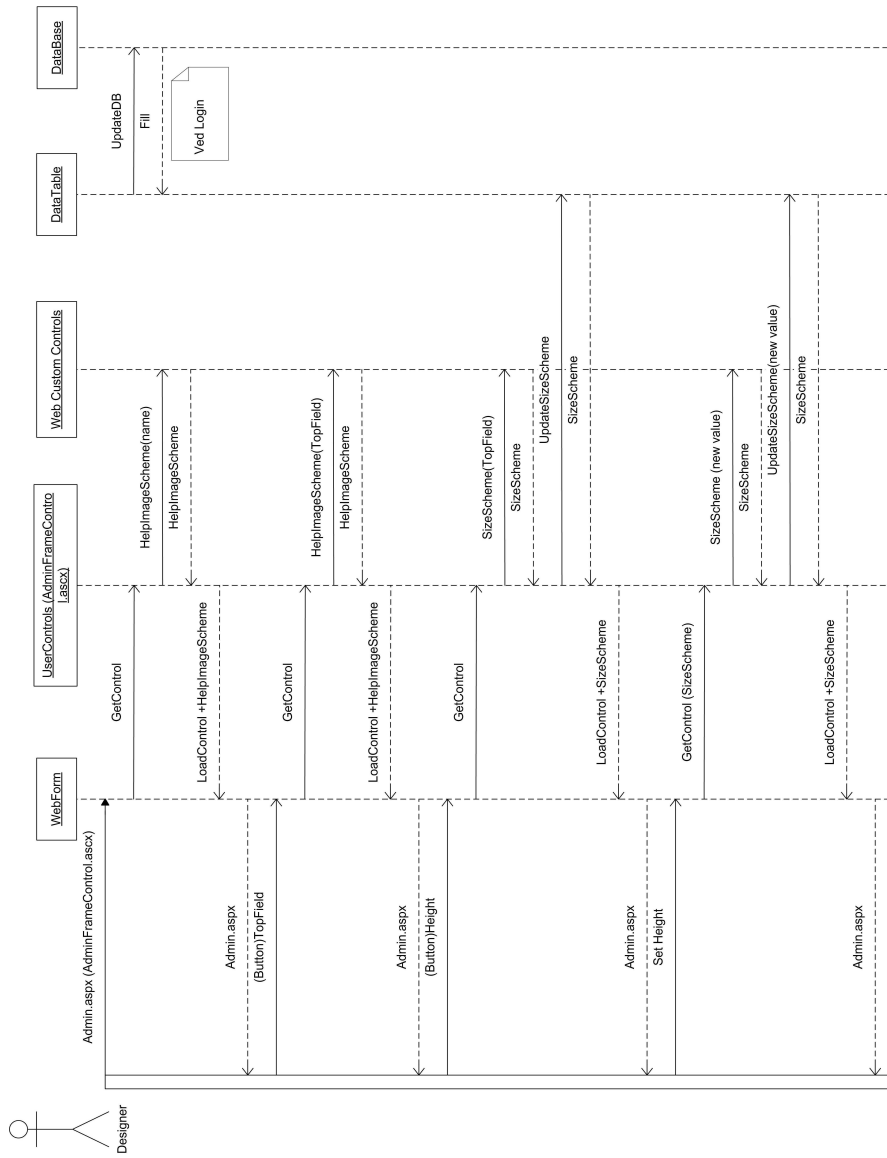 Designer
WebForm
UserControls (AdminFrameContro
l.ascx)
Web Custom Controls
DataTable
DataBase
Admin.aspx (AdminFrameControl.ascx)
GetControl
UpdateDB
HelpImageScheme(name)
Fill
HelpImageScheme
Ved Login
LoadControl +HelpImageScheme
Admin.aspx
(Button)TopField
GetControl
HelpImageScheme(TopField)
HelpImageScheme
LoadControl +HelpImageScheme
Admin.aspx
(Button)Height
GetControl
SizeScheme(TopField)
SizeScheme
UpdateSizeScheme
SizeScheme
LoadControl +SizeScheme
Admin.aspx
Set Height
GetControl (SizeScheme)
SizeScheme (new value)
SizeScheme
UpdateSizeScheme(new value)
SizeScheme
LoadControl +SizeScheme
Admin.aspx